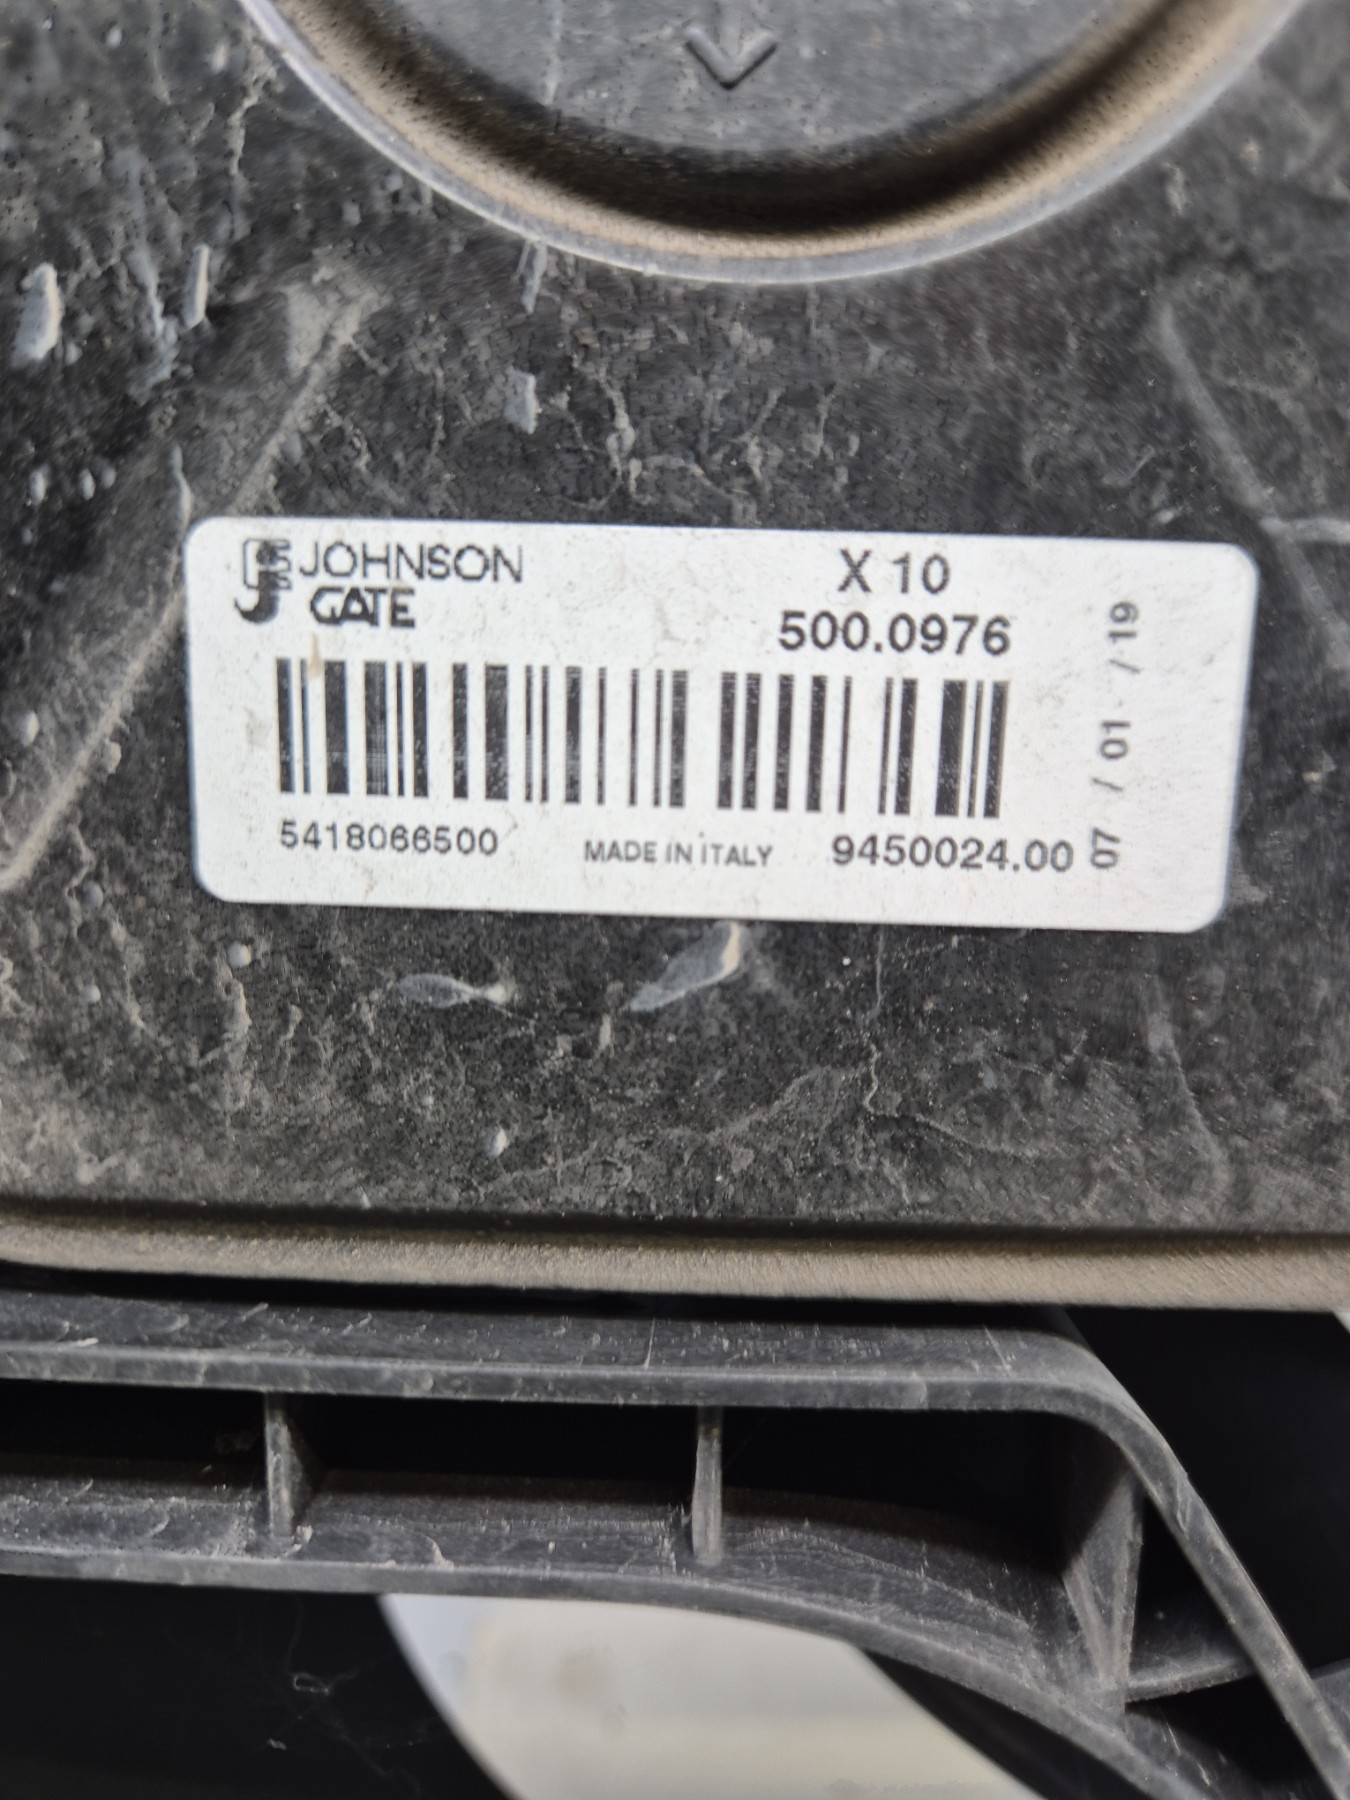 JOHNSON
GATE
X 10
500.0976
5418066500
MADE IN ITALY
9450024.00
07 / 01 / 19